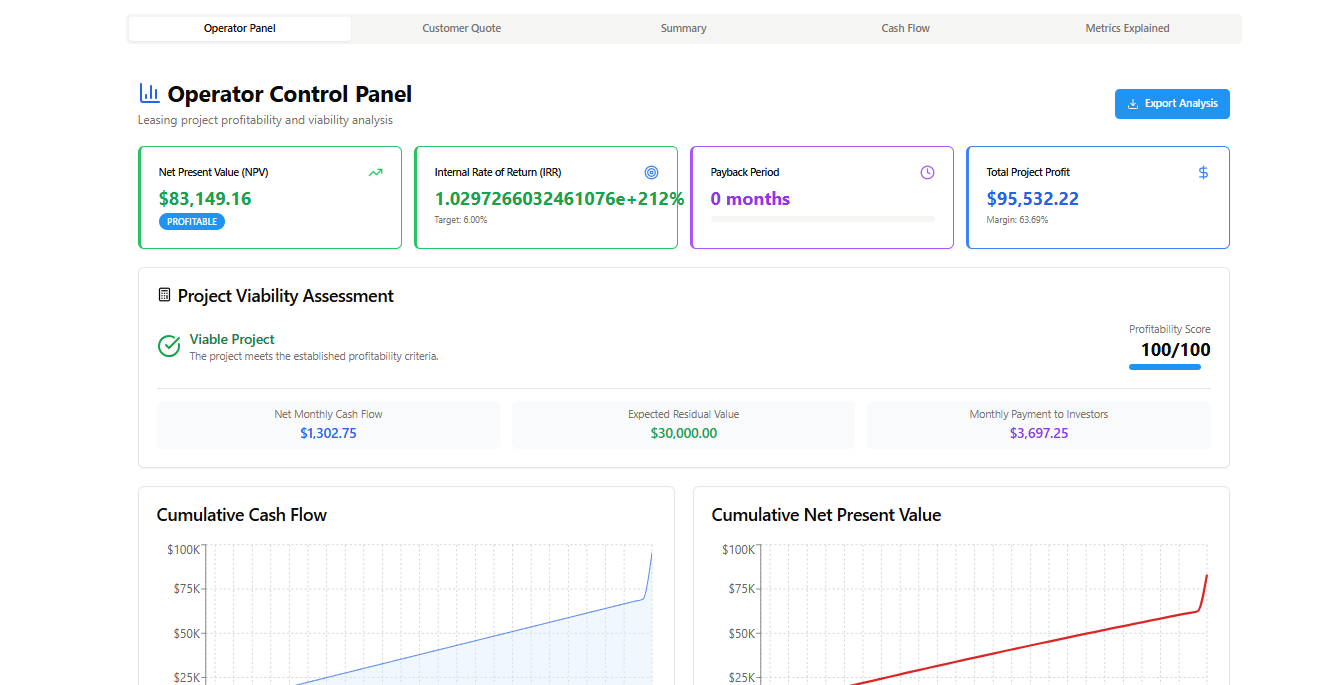 Operator Panel
Customer Quote
Summary
Cash Flow
Metrics Explained
Operator Control Panel
Leasing project profitability and viability analysis
Export Analysis
Net Present Value (NPV)
$83,149.16
PROFITABLE
Internal Rate of Return (IRR)
1.0297266032461076e+212%
Target: 6.00%
Payback Period
0 months
Total Project Profit
$95,532.22
Margin: 63.69%
Project Viability Assessment
Viable Project
The project meets the established profitability criteria.
Profitability Score
100/100
Net Monthly Cash Flow
$1,302.75
Expected Residual Value
$30,000.00
Monthly Payment to Investors
$3,697.25
Cumulative Cash Flow
$100K
$75K
$50K
$25K
Cumulative Net Present Value
$100K
$75K
$50K
$25K